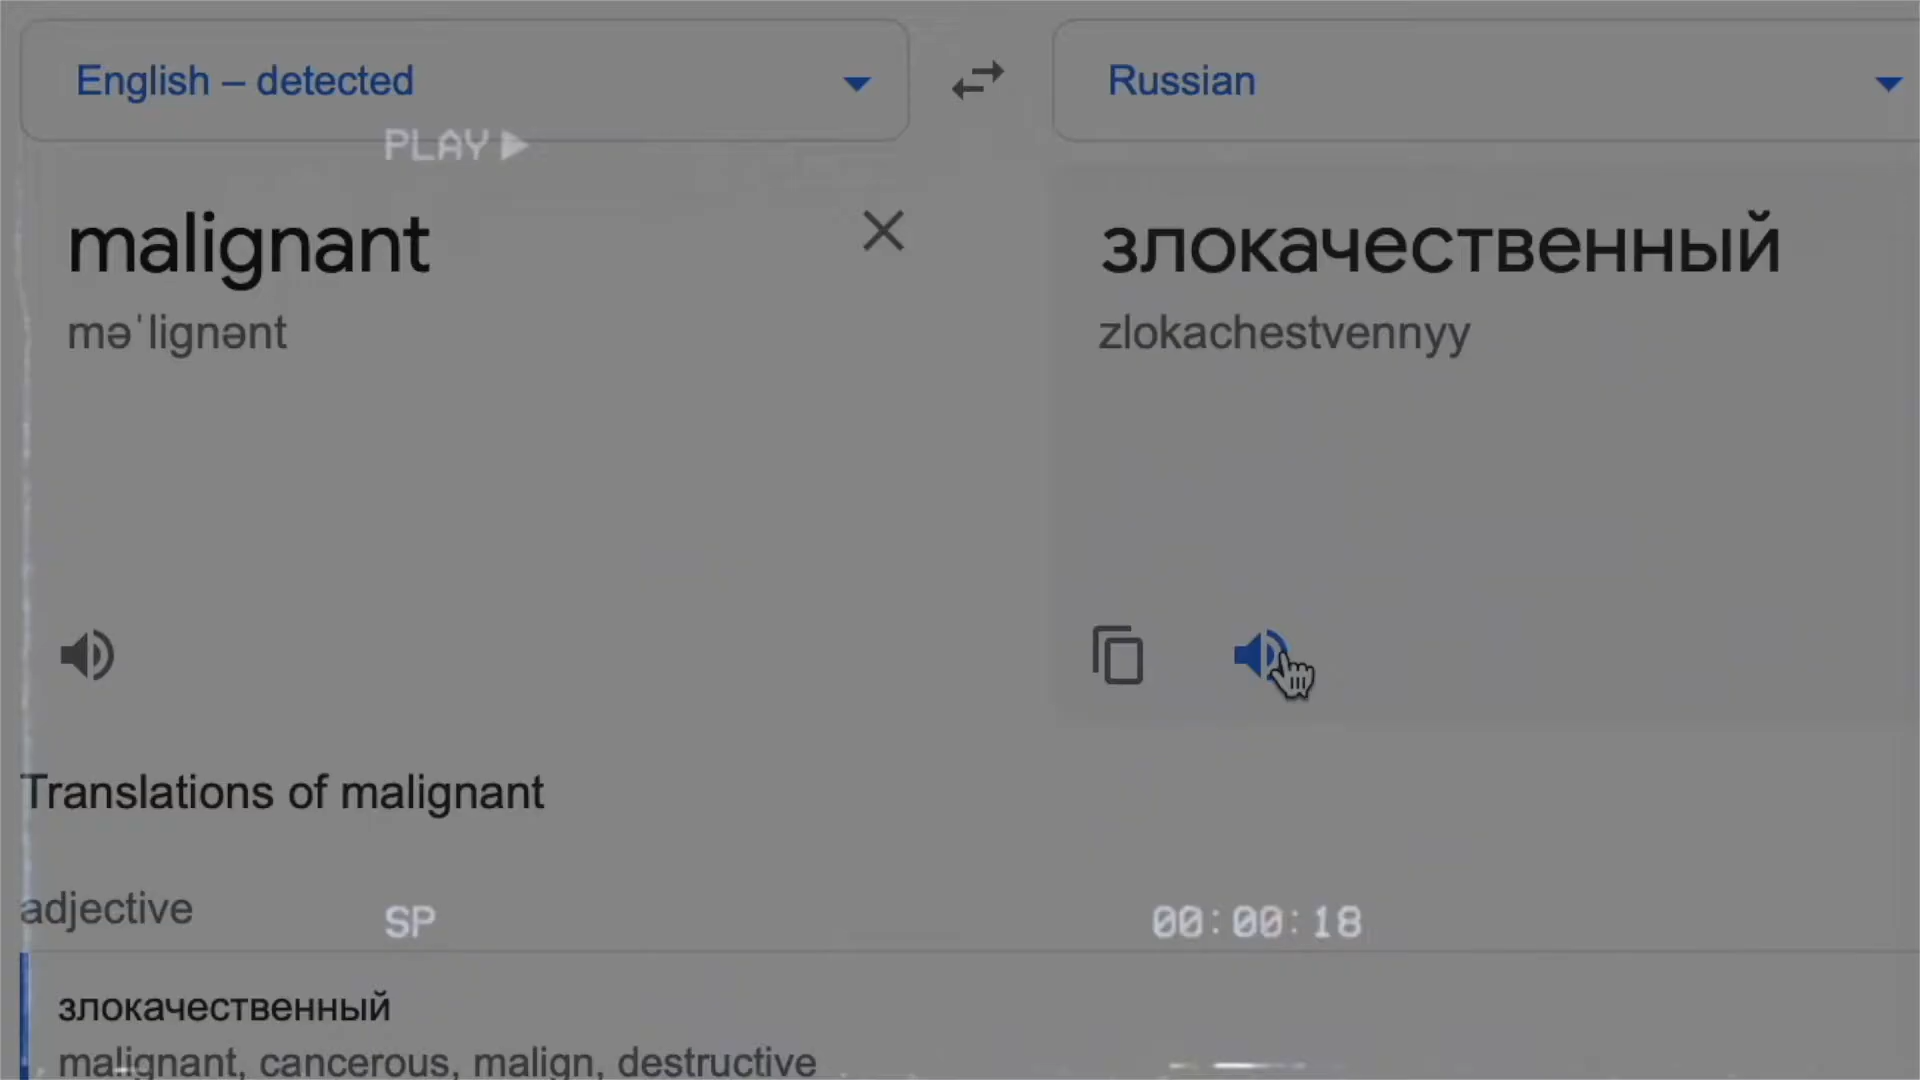 English – detected
Russian
PLAY
malignant
məˈlignənt
злокачественный
zlokachestvennyy
Translations of malignant
adjective
SP
00:00:18
злокачественный
malignant, cancerous, malign, destructive